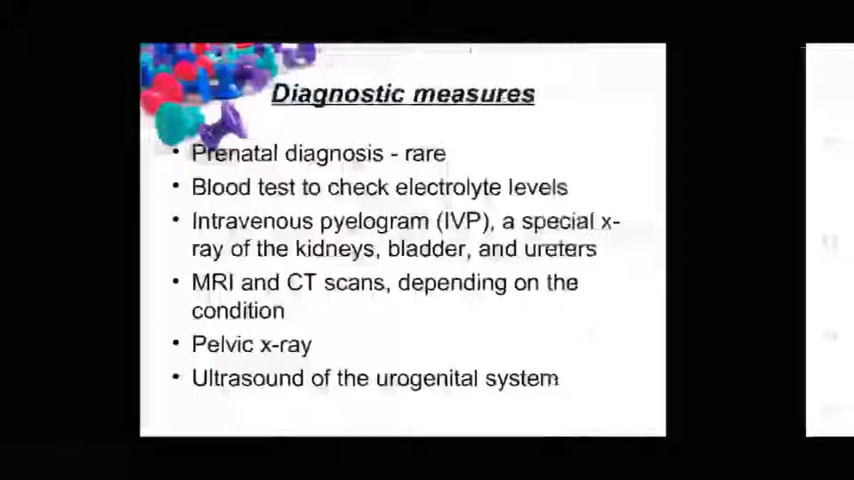 Diagnostic measures
• Prenatal diagnosis - rare
• Blood test to check electrolyte levels
• Intravenous pyelogram (IVP), a special x-
ray of the kidneys, bladder, and ureters
• MRI and CT scans, depending on the
condition
• Pelvic x-ray
• Ultrasound of the urogenital system